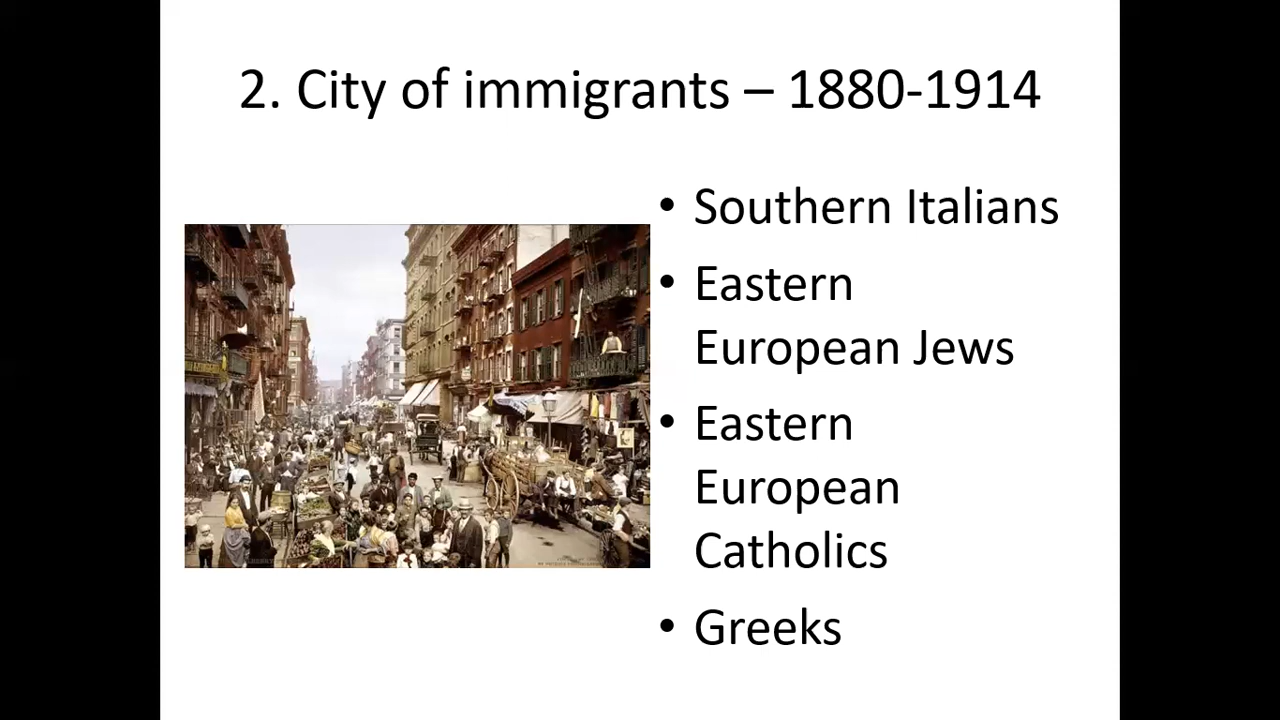 2. City of immigrants – 1880-1914
• Southern Italians
• Eastern
European Jews
• Eastern
European
Catholics
• Greeks